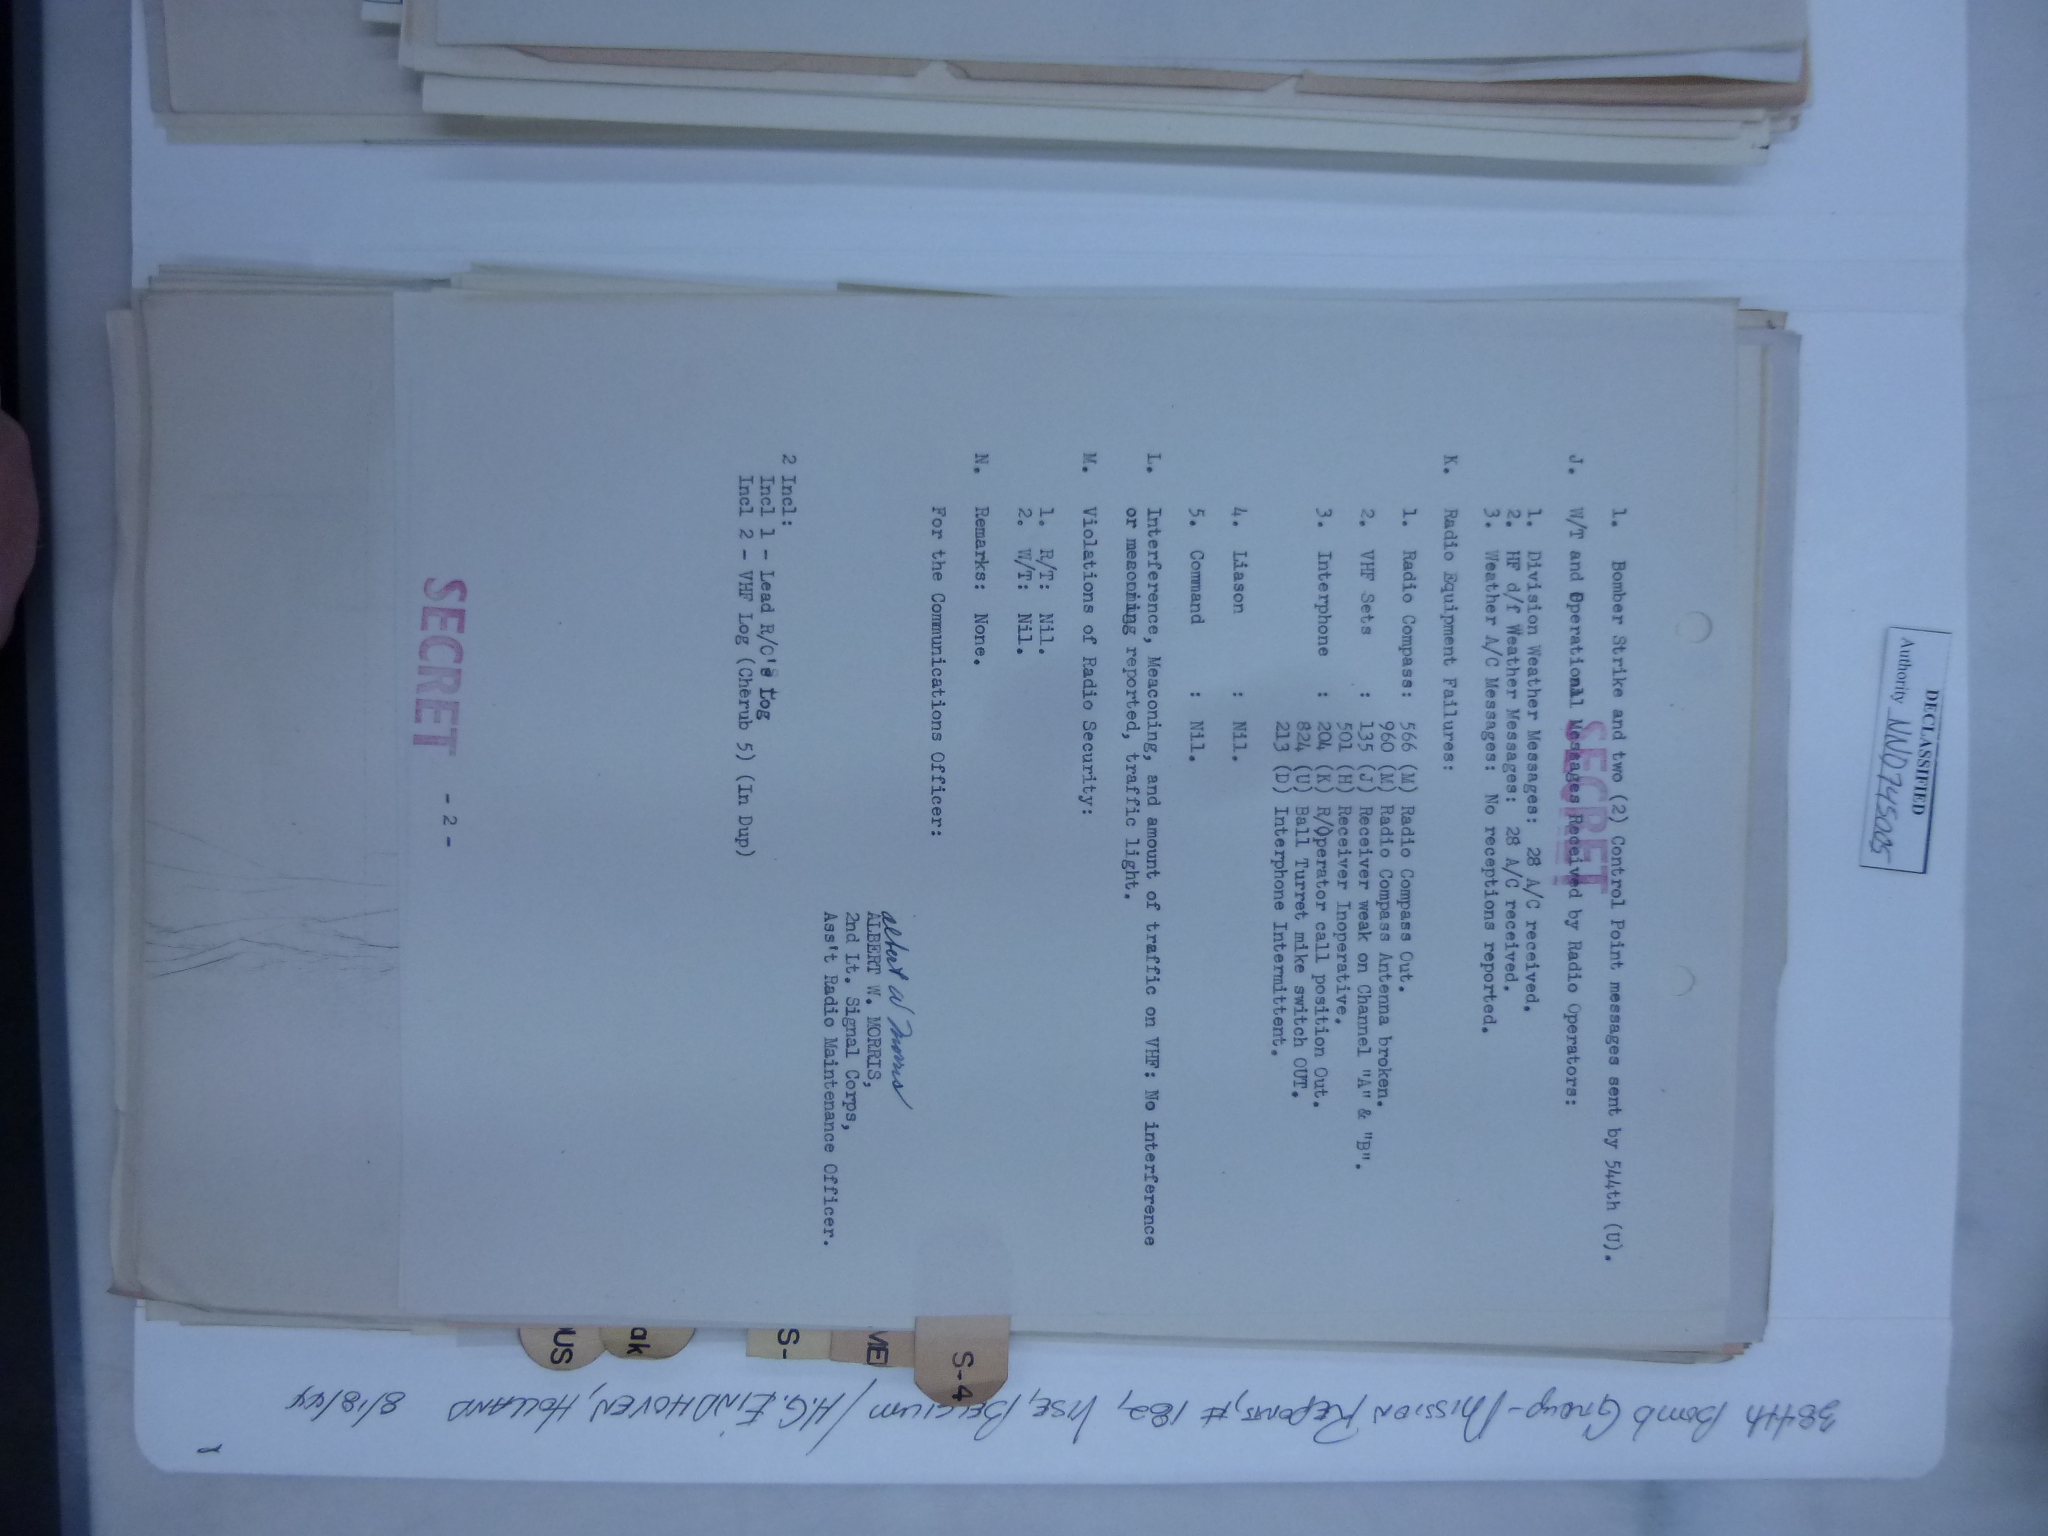 DECLASSIFIED
Authority NND745005
SECRET
1. Bomber Strike and two (2) Control Point messages sent by 544th (U).
J. W/T and Operational Messages Received by Radio Operators:
1. Division Weather Messages: 28 A/C received.
2. HF d/f Weather Messages: 28 A/C received.
3. Weather A/C Messages: No receptions reported.
K. Radio Equipment Failures:
1. Radio Compass: 566 (M) Radio Compass Out.
960 (M) Radio Compass Antenna broken.
2. VHF Sets : 135 (J) Receiver weak on Channel "A" & "B".
501 (H) Receiver Inoperative.
3. Interphone : 204 (K) R/Operator call position Out.
824 (U) Ball Turret mike switch OUT.
213 (D) Interphone Intermittent.
4. Liason : Nil.
5. Command : Nil.
L. Interference, Meaconing, and amount of traffic on VHF: No interference
or meaconing reported, traffic light.
M. Violations of Radio Security:
1. R/T: Nil.
2. W/T: Nil.
N. Remarks: None.
For the Communications Officer:
Albert W Morris
ALBERT W. MORRIS,
2nd Lt. Signal Corps,
Ass't Radio Maintenance Officer.
2 Incl:
Incl 1 - Lead R/O's Log
Incl 2 - VHF Log (Cherub 5) (In Dup)
SECRET - 2 -
S-4
ME
S-
ak
US
384th Bomb Group - Mission Reports, # 182, Vise, Belgium / H.G. Eindhoven, Holland 8/18/44